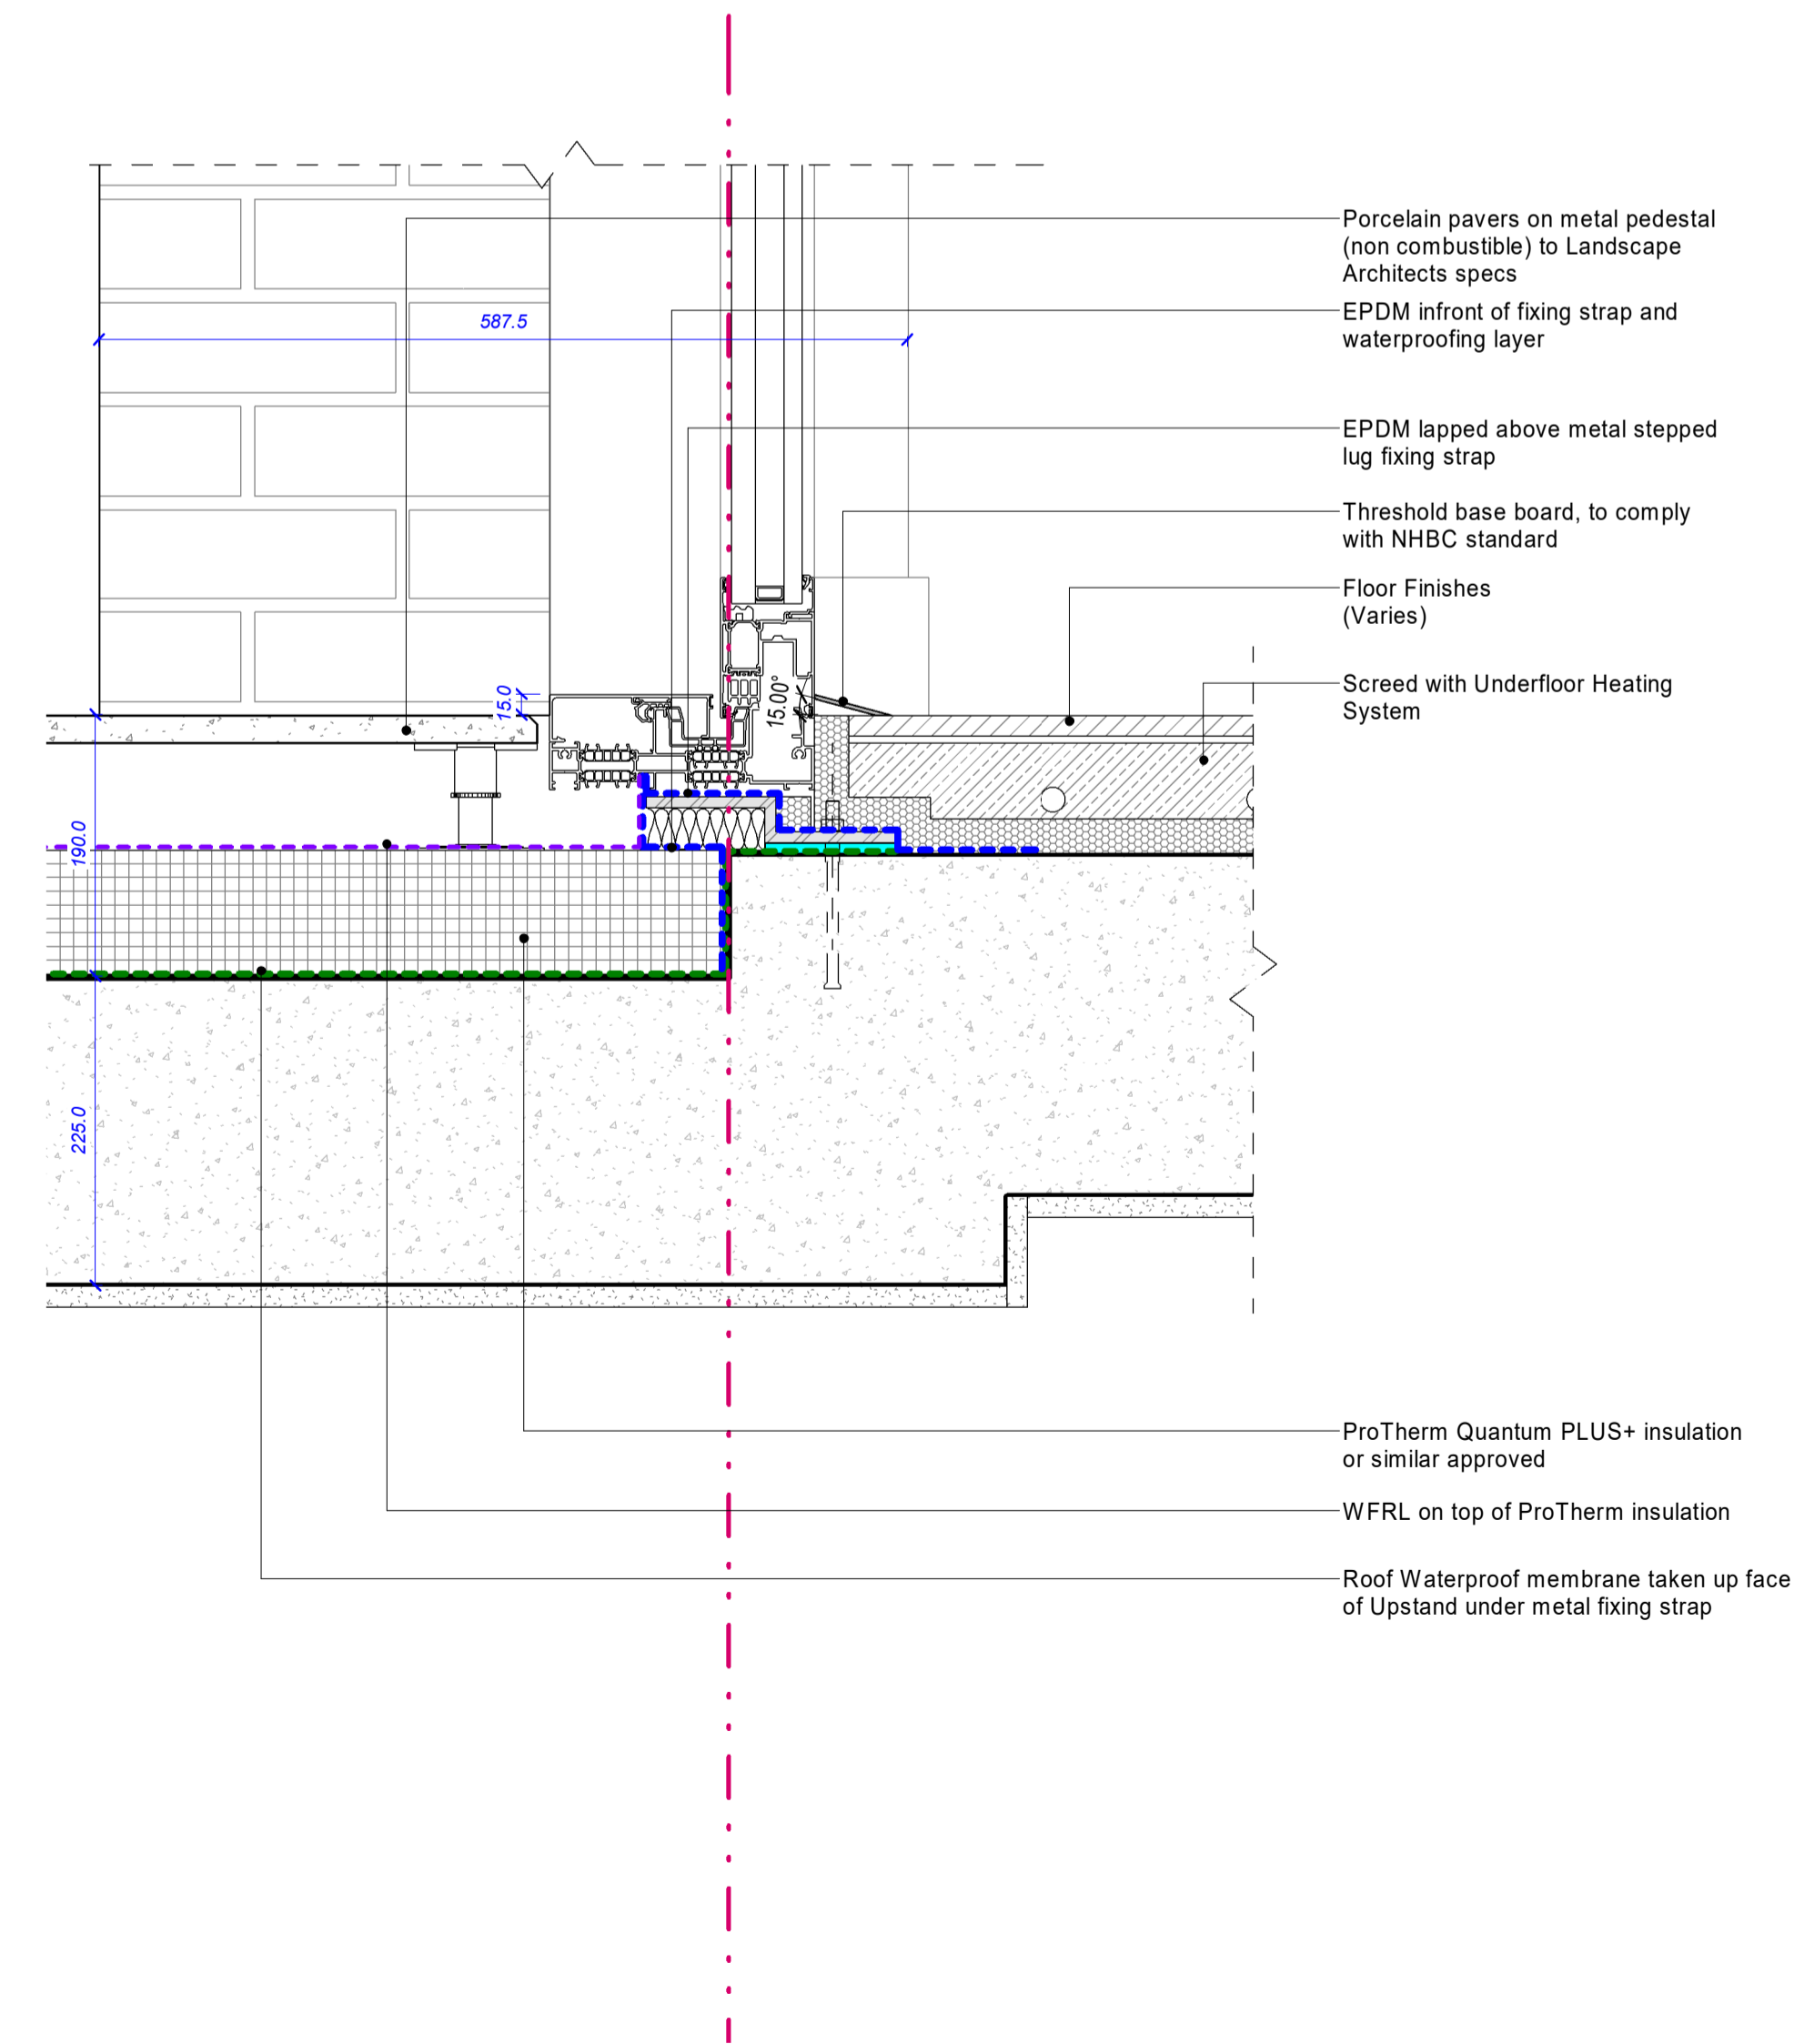 Porcelain pavers on metal pedestal
(non combustible) to Landscape
Architects specs
EPDM infront of fixing strap and
waterproofing layer
587.5
EPDM lapped above metal stepped
lug fixing strap
Threshold base board, to comply
with NHBC standard
Floor Finishes
(Varies)
Screed with Underfloor Heating
System
15.0
15.00°
190.0
225.0
ProTherm Quantum PLUS+ insulation
or similar approved
WFRL on top of ProTherm insulation
Roof Waterproof membrane taken up face
of Upstand under metal fixing strap